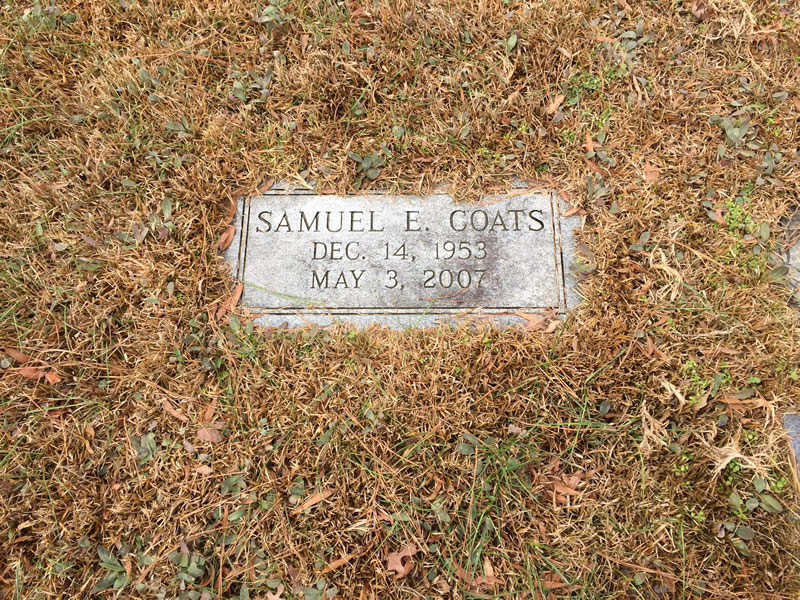 SAMUEL E. COATS
DEC. 14, 1953
MAY 3, 2007